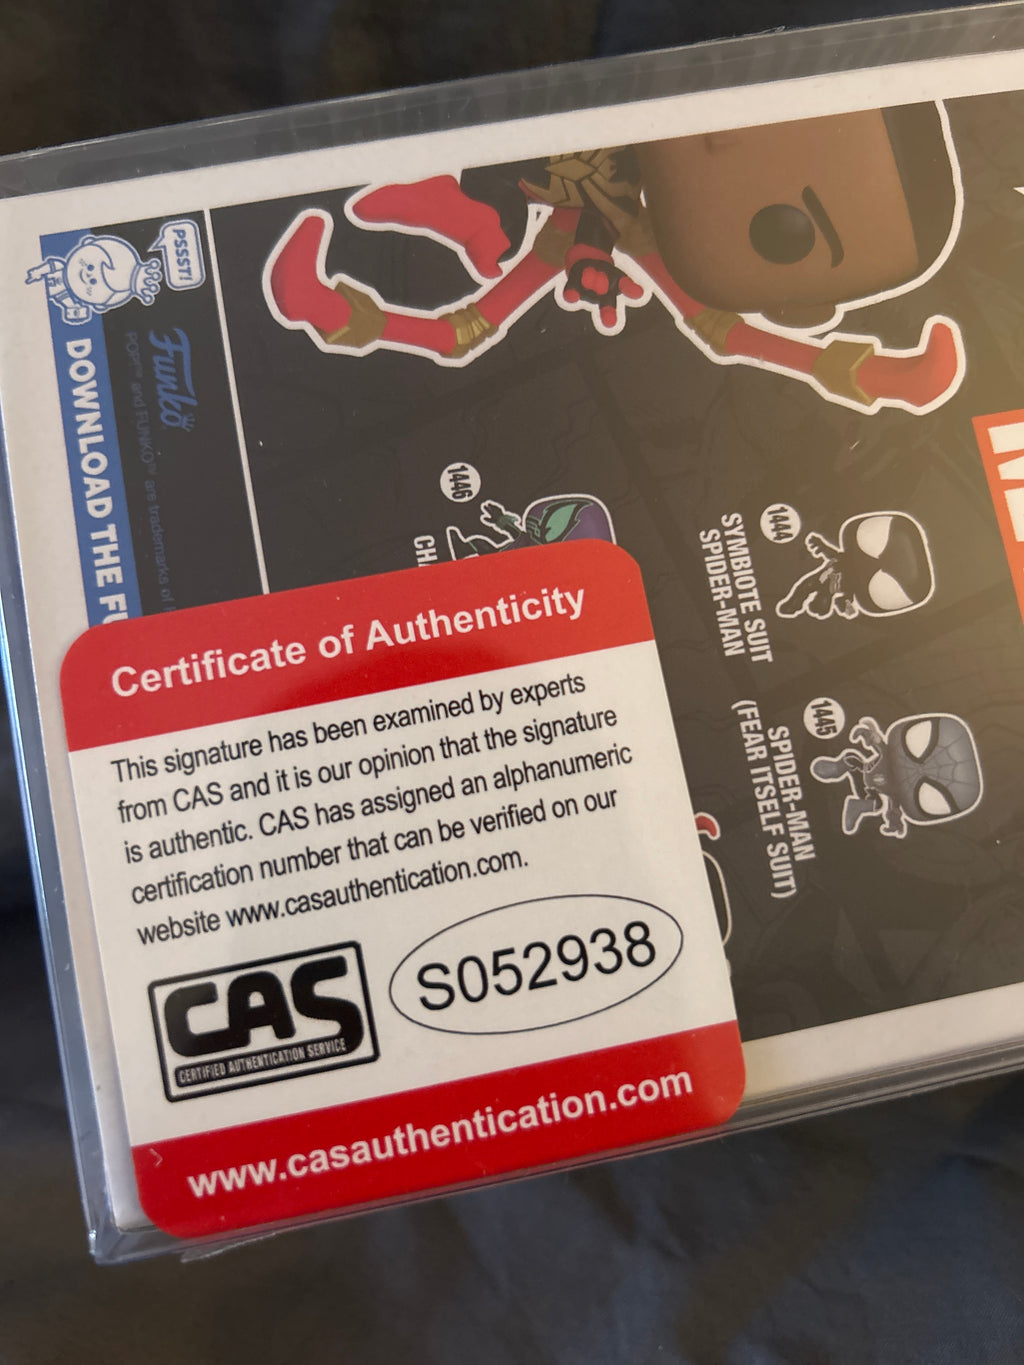 PSSST!
DOWNLOAD THE
Funko
POP!™ and FUNKO™ are trademarks of
1446
1444
SYMBIOTE SUIT
SPIDER-MAN
1445
SPIDER-MAN
(FEAR ITSELF SUIT)
Certificate of Authenticity
This signature has been examined by experts
from CAS and it is our opinion that the signature
is authentic. CAS has assigned an alphanumeric
certification number that can be verified on our
website www.casauthentication.com.
CAS
CERTIFIED AUTHENTICATION SERVICE
S052938
www.casauthentication.com